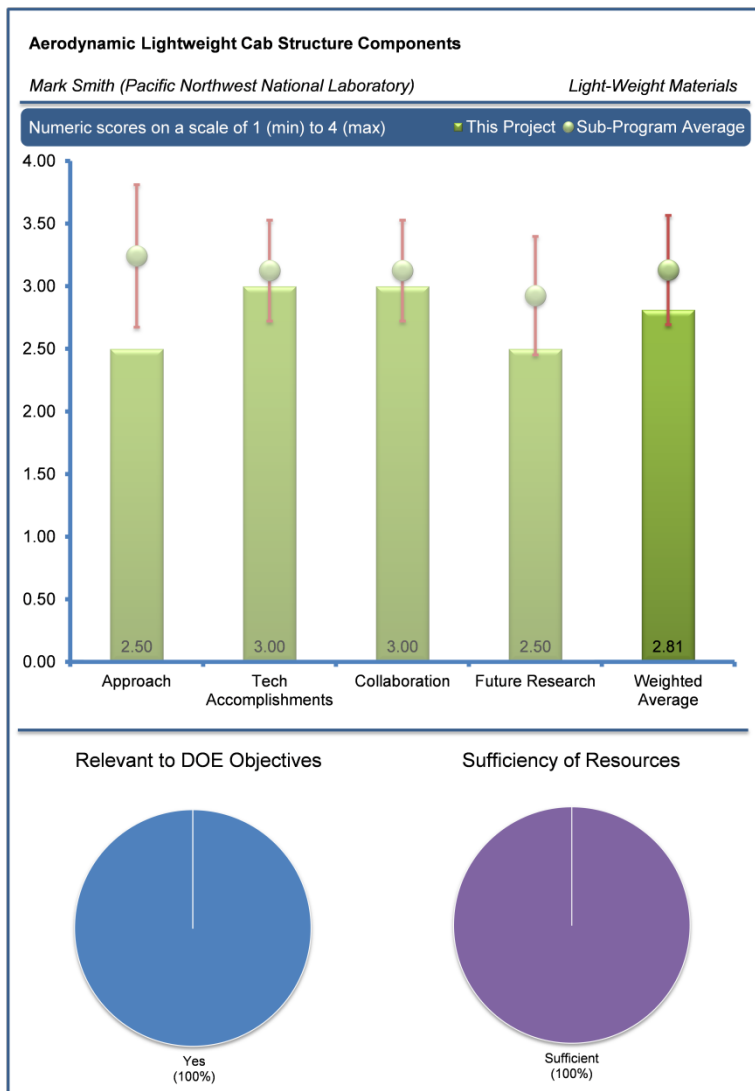 Aerodynamic Lightweight Cab Structure Components
Mark Smith (Pacific Northwest National Laboratory) Light-Weight Materials
Numeric scores on a scale of 1 (min) to 4 (max) This Project Sub-Program Average
4.00
3.50
3.00
2.50
2.00
1.50
1.00
0.50
0.00
2.50 3.00 3.00 2.50 2.81
Approach Tech Collaboration Future Research Weighted
Accomplishments Average
Relevant to DOE Objectives Sufficiency of Resources
Yes Sufficient
(100%) (100%)